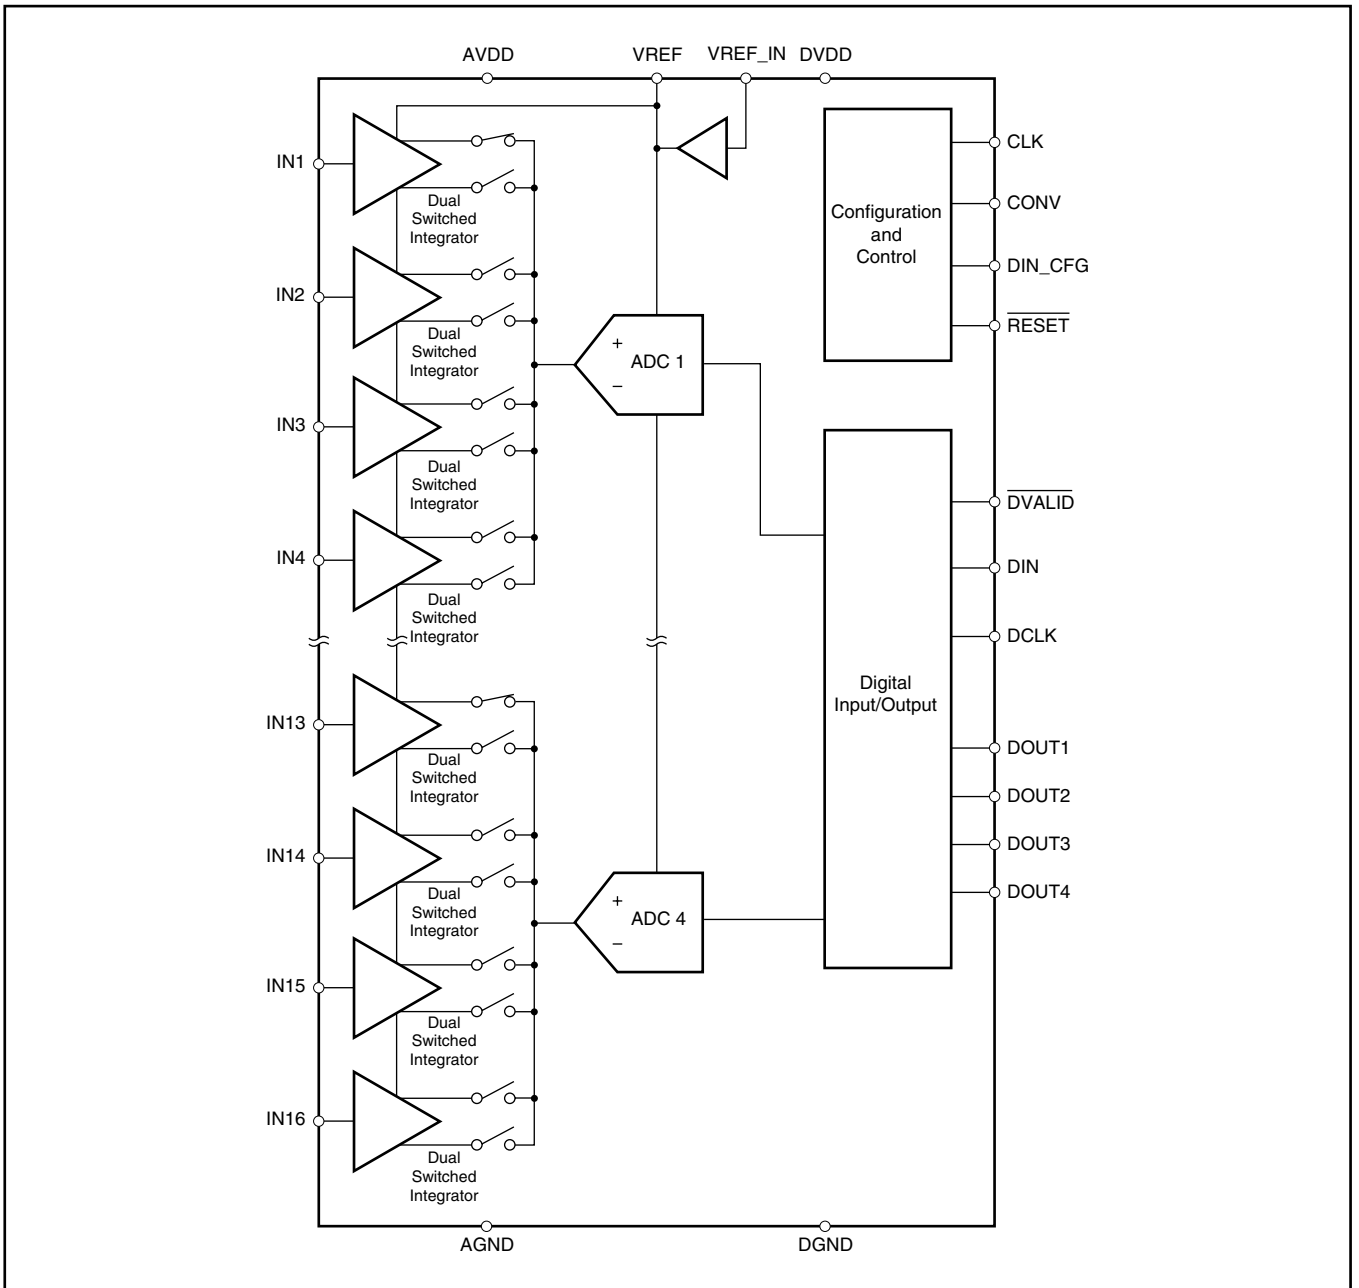 AVDD
VREF
VREF_IN
DVDD
IN1
Dual
Switched
Integrator
IN2
Dual
Switched
Integrator
IN3
Dual
Switched
Integrator
IN4
Dual
Switched
Integrator
IN13
Dual
Switched
Integrator
IN14
Dual
Switched
Integrator
IN15
Dual
Switched
Integrator
IN16
Dual
Switched
Integrator
+
ADC 1
−
+
ADC 4
−
Configuration
and
Control
CLK
CONV
DIN_CFG
RESET
Digital
Input/Output
DVALID
DIN
DCLK
DOUT1
DOUT2
DOUT3
DOUT4
AGND
DGND